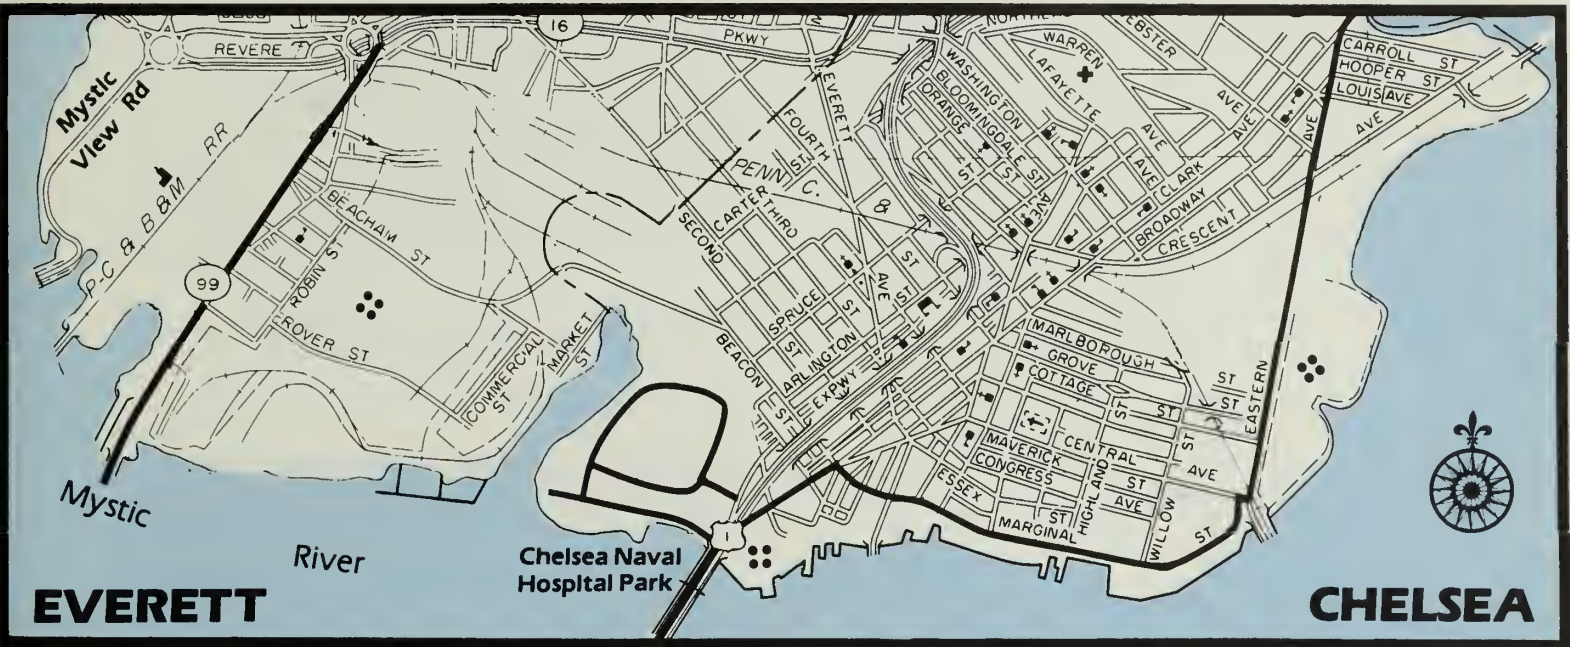 16
REVERE
PKWY
Mystic
View Rd
P-C & B&M RR
99
BEACHAM ST
ROBIN ST
ROVER ST
COMMERCIAL
ST
MARKET
ST
WARREN
AVE
LAFAYETTE
AVE
WASHINGTON
AVE
BLOOMINGDALE ST
ORANGE
ST
EVERETT
AVE
FOURTH
ST
PENN C. &
CARTER
ST
THIRD
ST
SECOND
SPRUCE
ST
ARLINGTON
ST
BEACON
ST
EXPWY
CARROLL ST
HOOPER ST
LOUIS AVE
AVE
AVE
AVE
CLARK
AVE
BROADWAY
CRESCENT
AVE
MARLBOROUGH
ST
GROVE
ST
COTTAGE
ST
CENTRAL
AVE
MAVERICK
ST
CONGRESS
AVE
ESSEX
ST
HIGHLAND
ST
MARGINAL
ST
WILLOW
ST
EASTERN
1
Mystic
River
Chelsea Naval
Hospital Park
EVERETT
CHELSEA